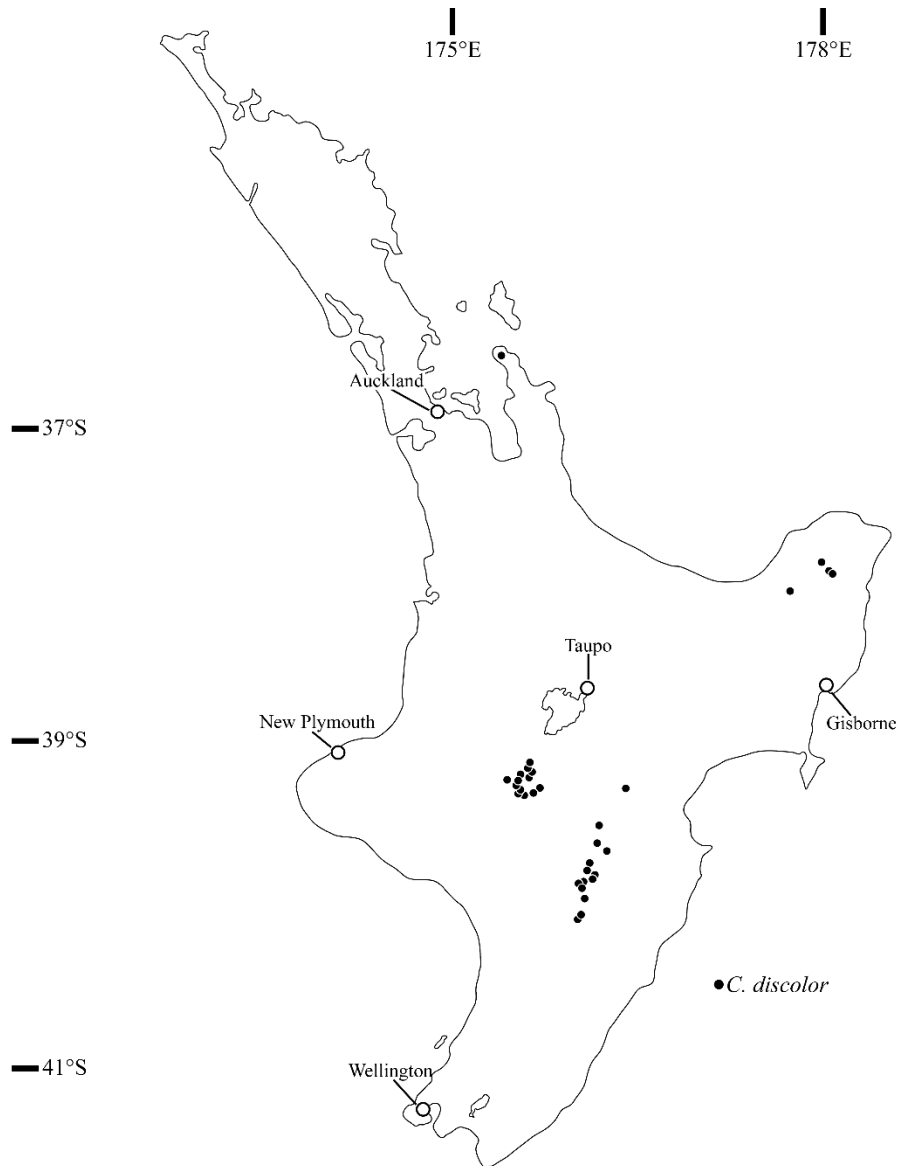 175°E
178°E
Auckland
37°S
Taupo
New Plymouth
Gisborne
39°S
C. discolor
41°S
Wellington